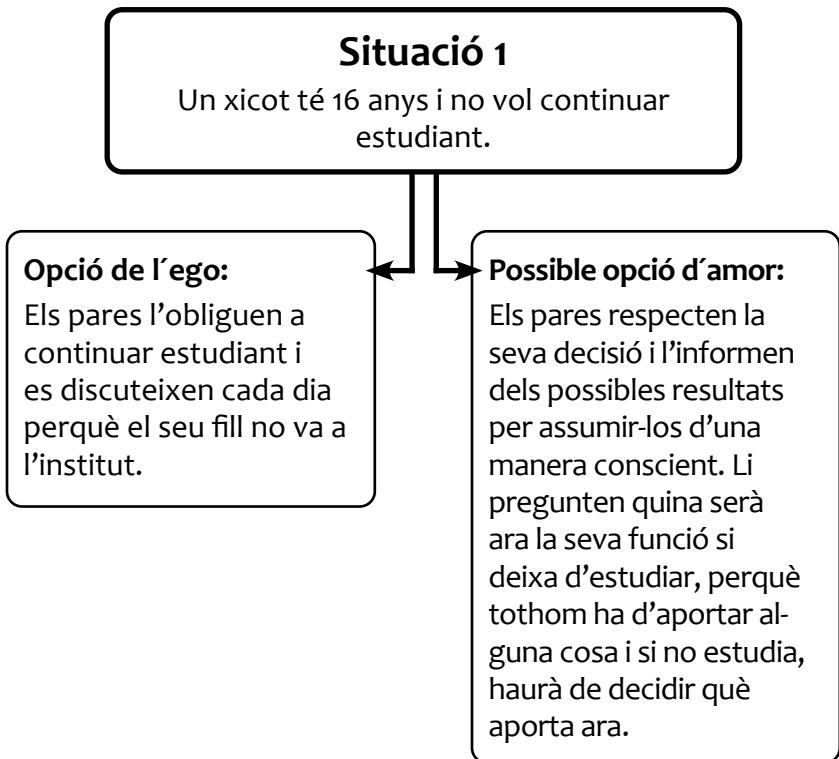 Situació 1
Un xicot té 16 anys i no vol continuar
estudiant.
Opció de l´ego:
Els pares l’obliguen a
continuar estudiant i
es discuteixen cada dia
perquè el seu fill no va a
l’institut.
Possible opció d´amor:
Els pares respecten la
seva decisió i l’informen
dels possibles resultats
per assumir-los d’una
manera conscient. Li
pregunten quina serà
ara la seva funció si
deixa d’estudiar, perquè
tothom ha d’aportar al-
guna cosa i si no estudia,
haurà de decidir què
aporta ara.